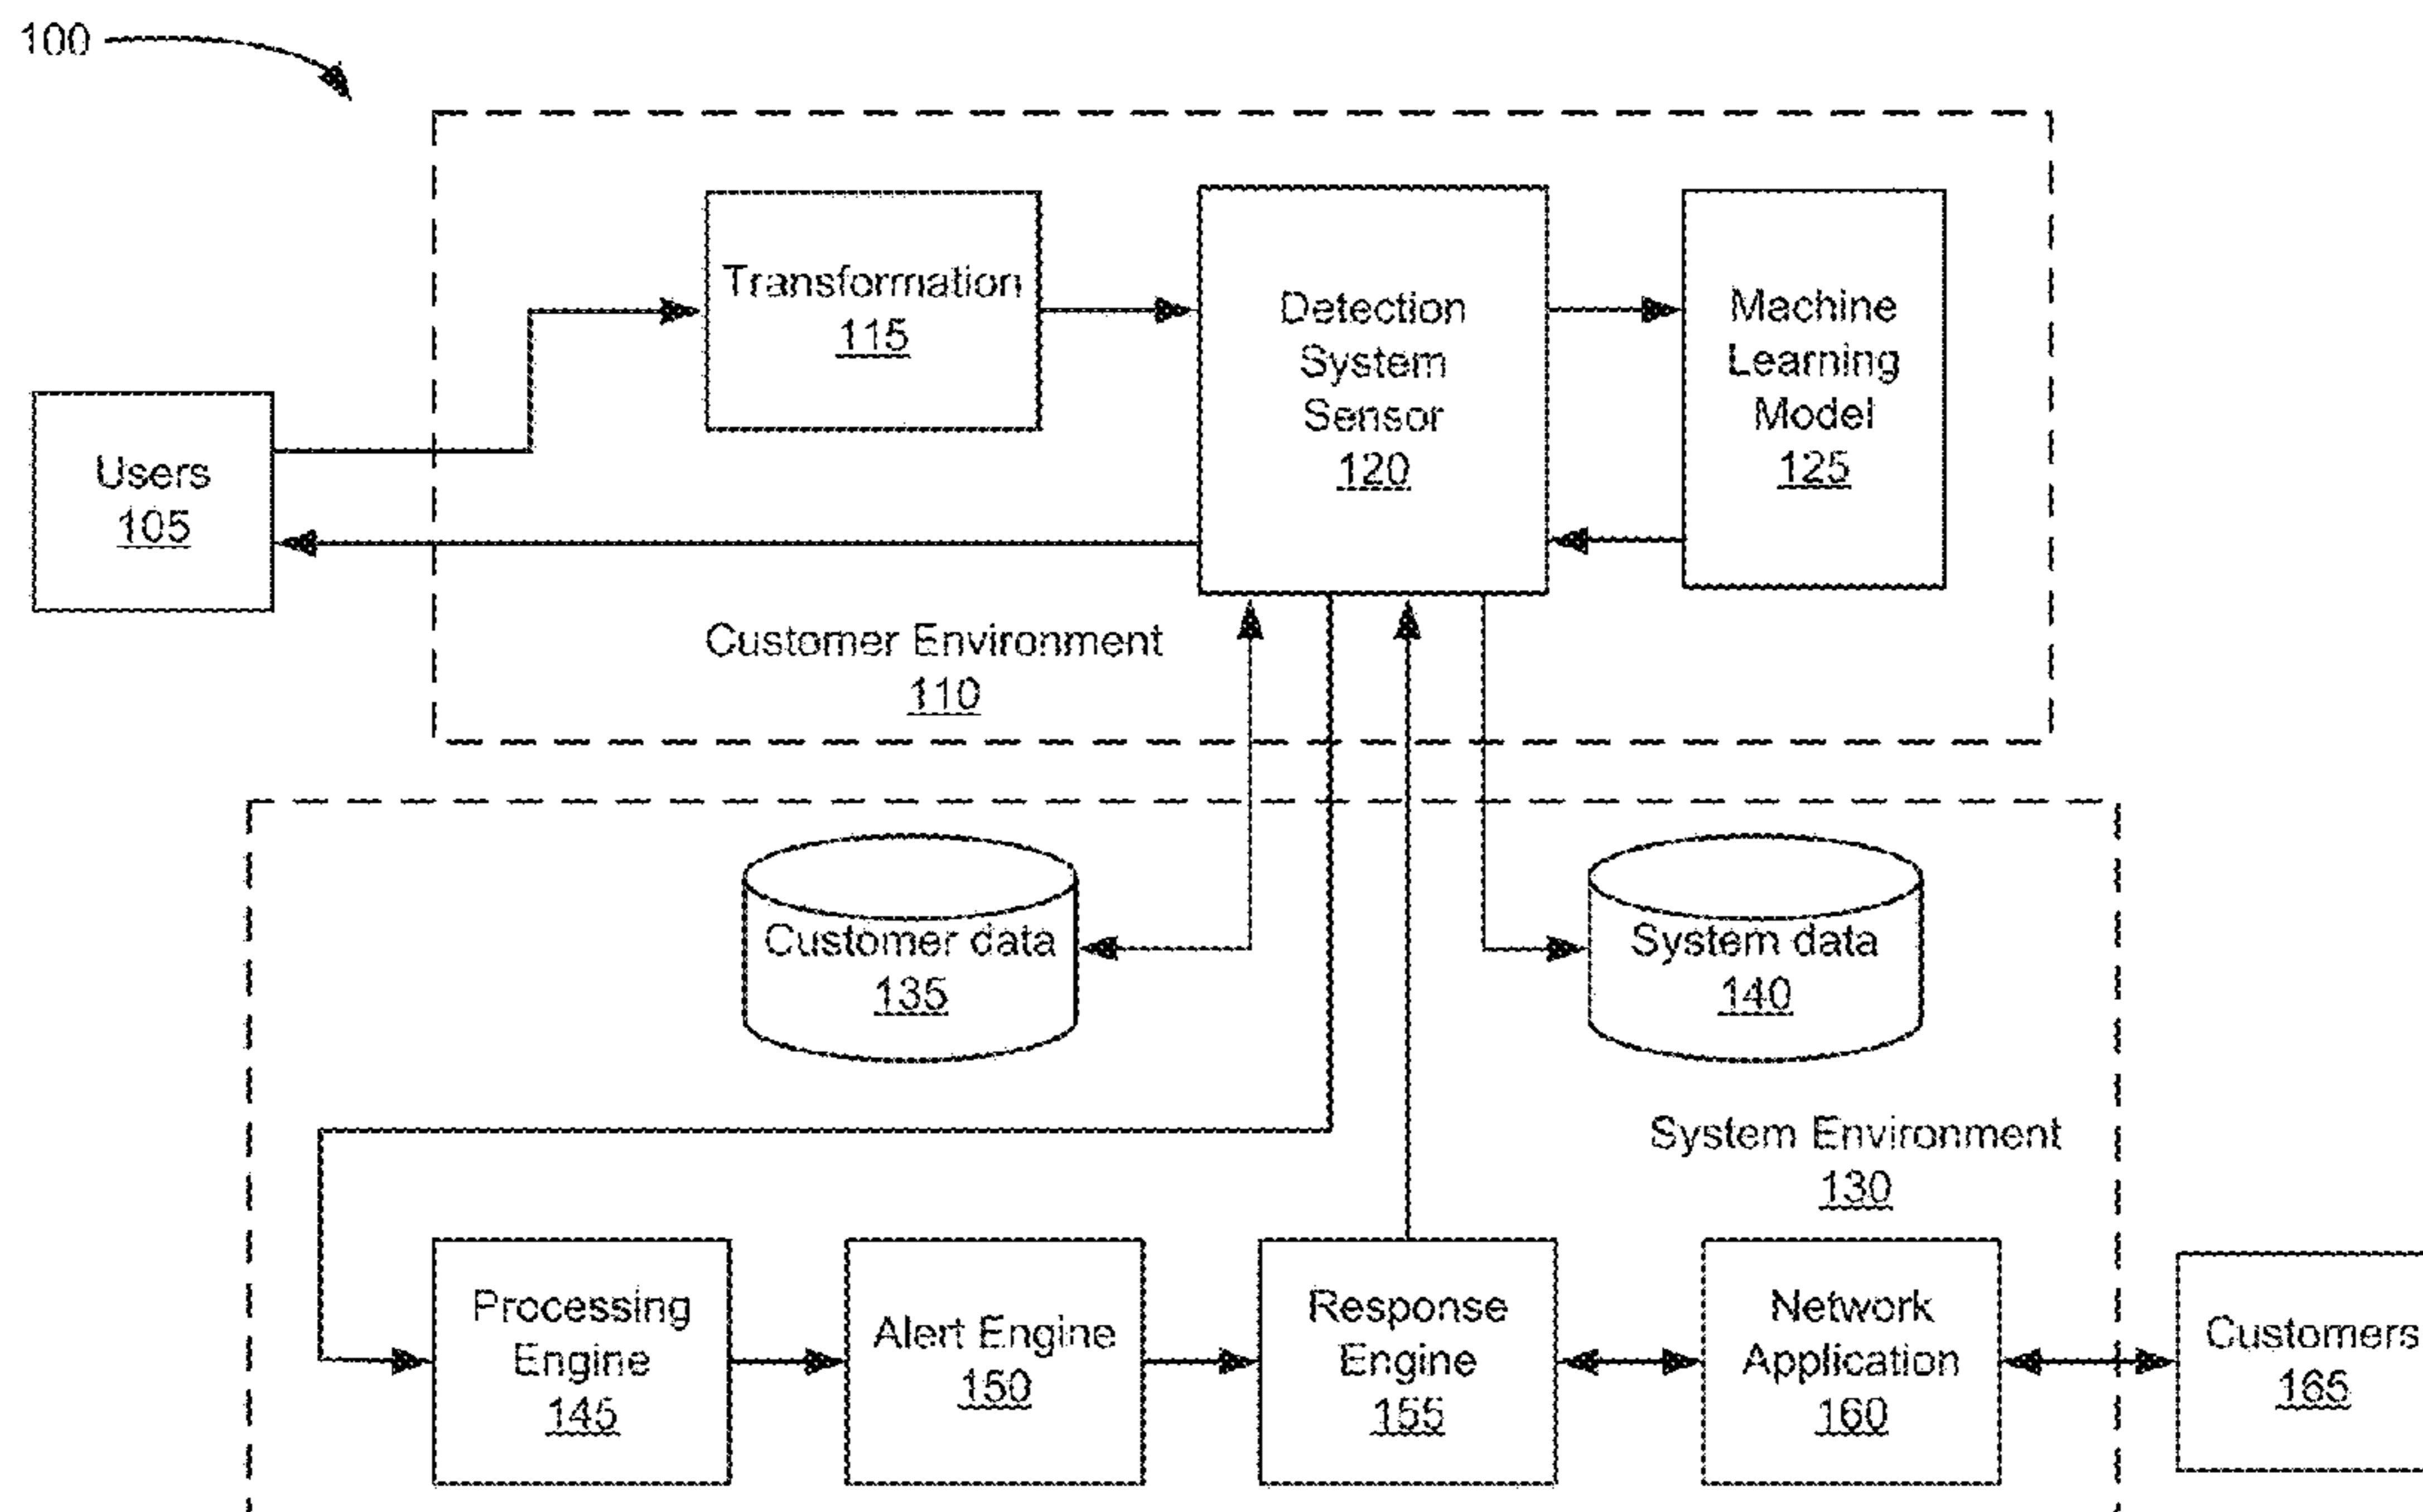 100
Transformation
115
Detection
System
Sensor
120
Machine
Learning
Model
125
Users
105
Customer Environment
110
Customer data
135
System data
140
System Environment
130
Processing
Engine
145
Alert Engine
150
Response
Engine
155
Network
Application
160
Customers
165